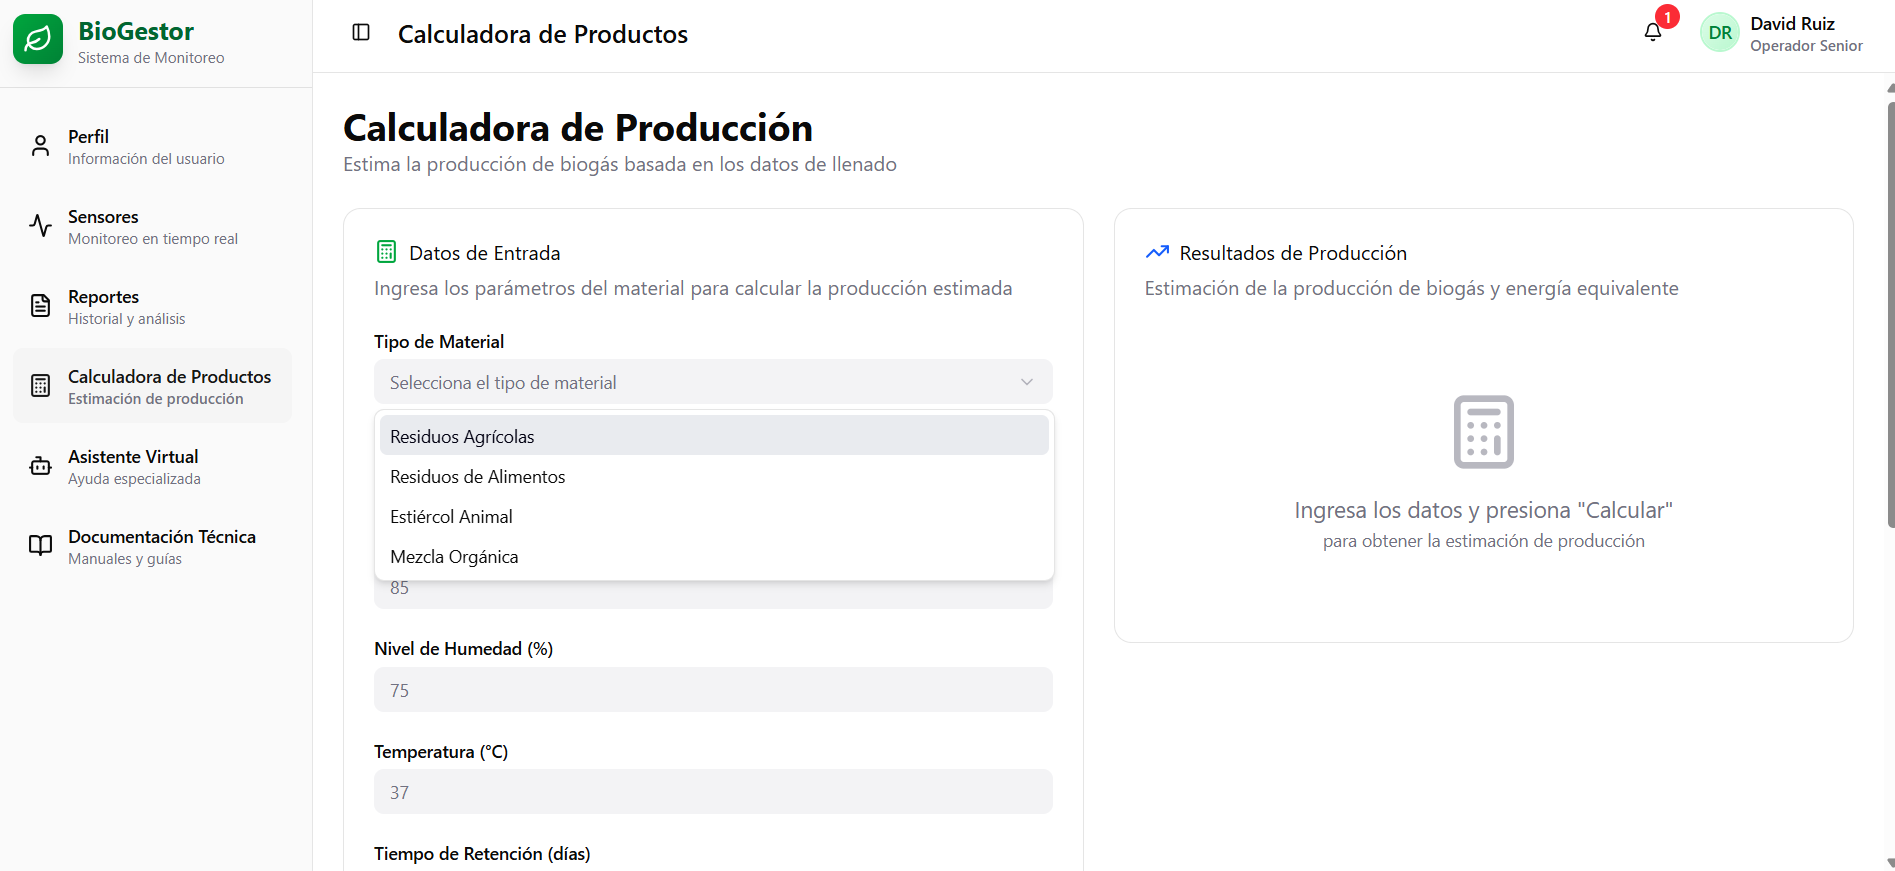 BioGestor
Sistema de Monitoreo
Perfil
Información del usuario
Sensores
Monitoreo en tiempo real
Reportes
Historial y análisis
Calculadora de Productos
Estimación de producción
Asistente Virtual
Ayuda especializada
Documentación Técnica
Manuales y guías
Calculadora de Productos
1
DR
David Ruiz
Operador Senior
Calculadora de Producción
Estima la producción de biogás basada en los datos de llenado
Datos de Entrada
Ingresa los parámetros del material para calcular la producción estimada
Tipo de Material
Selecciona el tipo de material
Residuos Agrícolas
Residuos de Alimentos
Estiércol Animal
Mezcla Orgánica
85
Nivel de Humedad (%)
75
Temperatura (°C)
37
Tiempo de Retención (días)
Resultados de Producción
Estimación de la producción de biogás y energía equivalente
Ingresa los datos y presiona "Calcular"
para obtener la estimación de producción